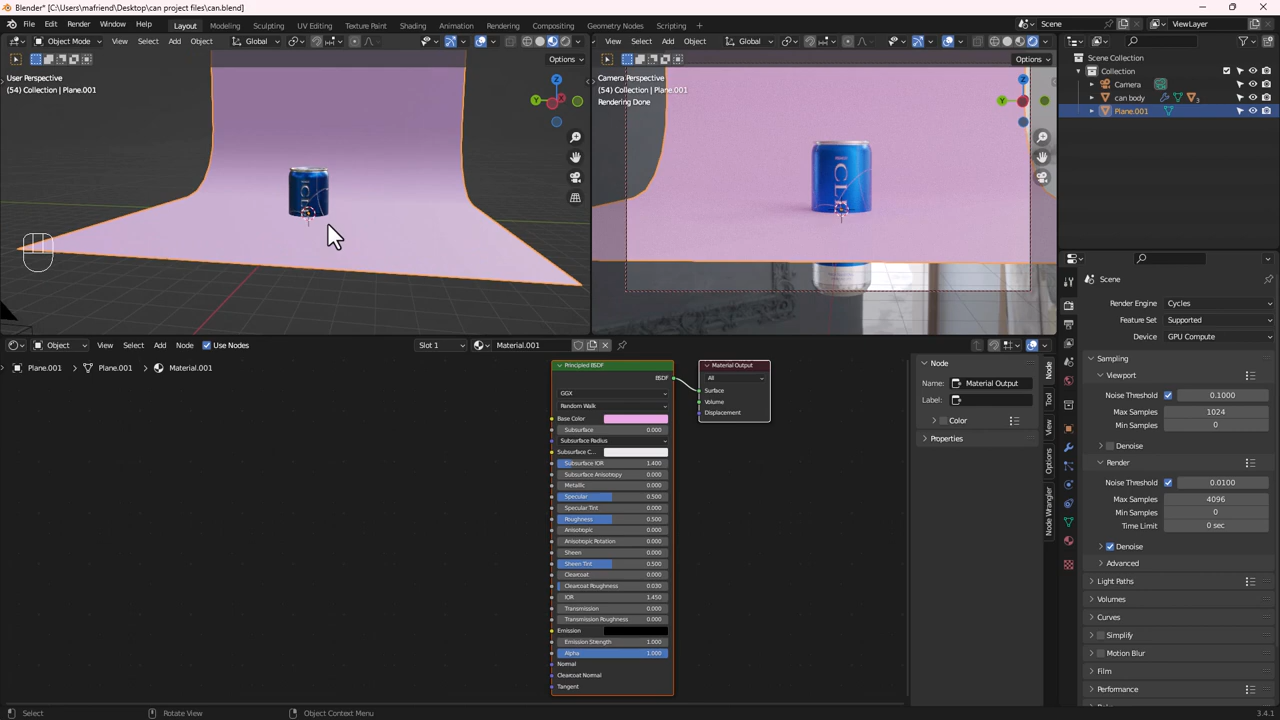 Blender* [C:\Users\mafriend\Desktop\can project files\can.blend]
File Edit Render Window Help Layout Modeling Sculpting UV Editing Texture Paint Shading Animation Rendering Compositing Geometry Nodes Scripting + Scene ViewLayer
Object Mode View Select Add Object Global
View Select Add Object Global
Options
Options
User Perspective
(54) Collection | Plane.001
Z
Y
X
Camera Perspective
(54) Collection | Plane.001
Rendering Done
Z
Y
Scene Collection
Collection
Camera
can body 3
Plane.001
Object View Select Add Node Use Nodes Slot 1 Material.001
Plane.001 > Plane.001 > Material.001
Principled BSDF
BSDF
GGX
Random Walk
Base Color
Subsurface 0.000
Subsurface Radius
Subsurface C...
Subsurface IOR 1.400
Subsurface Anisotropy 0.000
Metallic 0.000
Specular 0.500
Specular Tint 0.000
Roughness 0.500
Anisotropic 0.000
Anisotropic Rotation 0.000
Sheen 0.000
Sheen Tint 0.500
Clearcoat 0.000
Clearcoat Roughness 0.030
IOR 1.450
Transmission 0.000
Transmission Roughness 0.000
Emission
Emission Strength 1.000
Alpha 1.000
Normal
Clearcoat Normal
Tangent
Material Output
All
Surface
Volume
Displacement
Node
Name: Material Output
Label:
Color
Properties
Node
Tool
View
Options
Node Wrangler
Scene
Render Engine Cycles
Feature Set Supported
Device GPU Compute
Sampling
Viewport
Noise Threshold 0.1000
Max Samples 1024
Min Samples 0
Denoise
Render
Noise Threshold 0.0100
Max Samples 4096
Min Samples 0
Time Limit 0 sec
Denoise
Advanced
Light Paths
Volumes
Curves
Simplify
Motion Blur
Film
Performance
Select Rotate View Object Context Menu 3.4.1